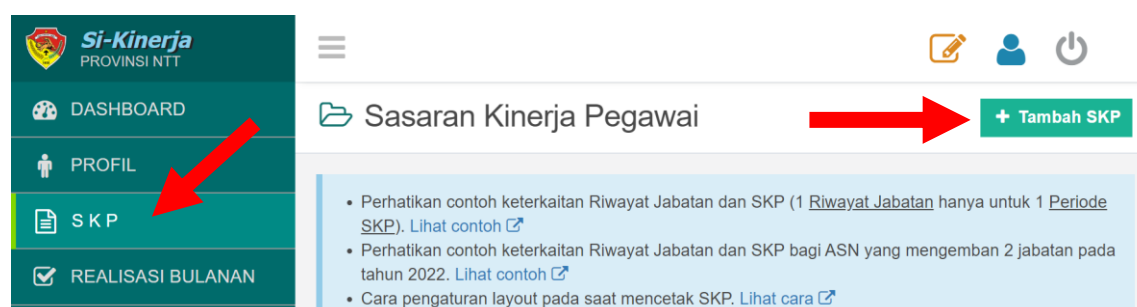 Si-Kinerja
PROVINSI NTT
DASHBOARD
PROFIL
S K P
REALISASI BULANAN
Sasaran Kinerja Pegawai
+ Tambah SKP
• Perhatikan contoh keterkaitan Riwayat Jabatan dan SKP (1 Riwayat Jabatan hanya untuk 1 Periode
SKP). Lihat contoh
• Perhatikan contoh keterkaitan Riwayat Jabatan dan SKP bagi ASN yang mengemban 2 jabatan pada
tahun 2022. Lihat contoh
• Cara pengaturan layout pada saat mencetak SKP. Lihat cara